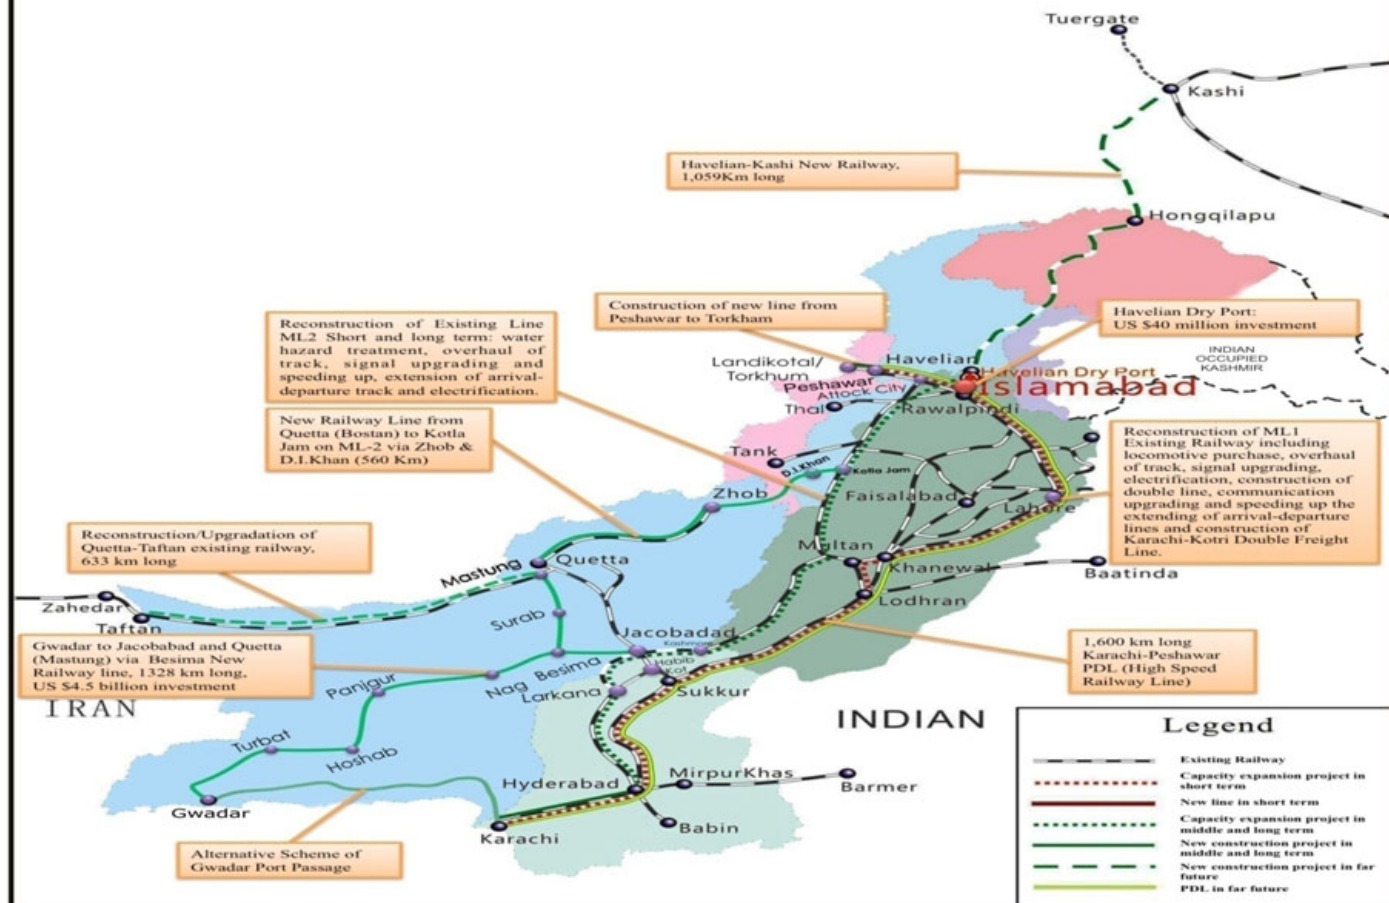 Tuergate
Kashi
Havelian-Kashi New Railway,
1,059Km long
Hongqilapu
Construction of new line from
Peshawar to Torkham
Havelian Dry Port:
US $40 million investment
Reconstruction of Existing Line
ML2 Short and long term: water
hazard treatment, overhaul of
track, signal upgrading and
speeding up, extension of arrival-
departure track and electrification.
INDIAN
OCCUPIED
KASHMIR
Landikotal/
Torkhum
Havelian
Havelian Dry Port
Islamabad
Peshawar
Attock City
Thal
Rawalpindi
New Railway Line from
Quetta (Bostan) to Kotla
Jam on ML-2 via Zhob &
D.I.Khan (560 Km)
Reconstruction of ML1
Existing Railway including
locomotive purchase, overhaul
of track, signal upgrading,
electrification, construction of
double line, communication
upgrading and speeding up the
extending of arrival-departure
lines and construction of
Karachi-Kotri Double Freight
Line.
Tank
D.I.Khan
Kotla Jam
Zhob
Faisalabad
Lahore
Reconstruction/Upgradation of
Quetta-Taftan existing railway,
633 km long
Multan
Khanewal
Mastung
Quetta
Baatinda
Zahedar
Taftan
Lodhran
Surab
Jacobadad
Kashmore
Gwadar to Jacobabad and Quetta
(Mastung) via Besima New
Railway line, 1328 km long,
US $4.5 billion investment
1,600 km long
Karachi-Peshawar
PDL (High Speed
Railway Line)
Besima
Habib
Kot
Nag
Panjgur
Larkana
Sukkur
IRAN
INDIAN
Turbat
Hoshab
Hyderabad
MirpurKhas
Barmer
Gwadar
Karachi
Babin
Alternative Scheme of
Gwadar Port Passage
Legend
Existing Railway
Capacity expansion project in
short term
New line in short term
Capacity expansion project in
middle and long term
New construction project in
middle and long term
New construction project in far
future
PDL in far future